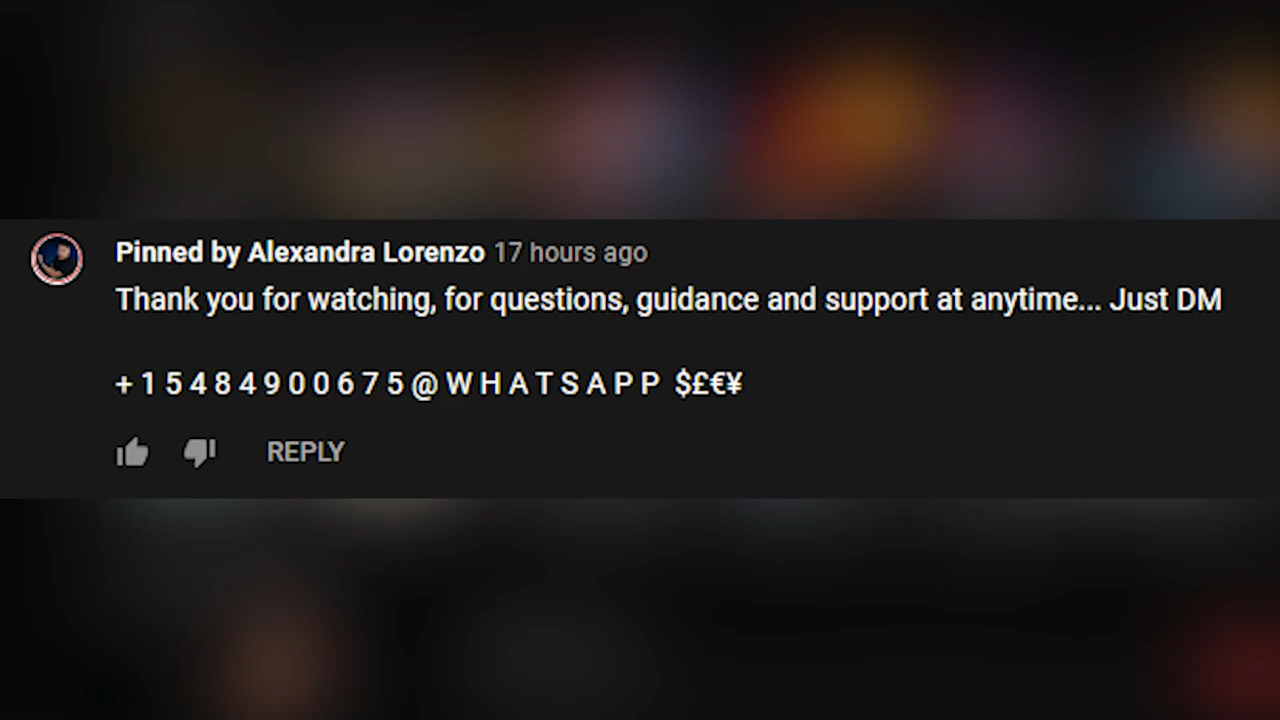 Pinned by Alexandra Lorenzo 17 hours ago
Thank you for watching, for questions, guidance and support at anytime... Just DM
+ 1 5 4 8 4 9 0 0 6 7 5 @ W H A T S A P P $£€¥
REPLY